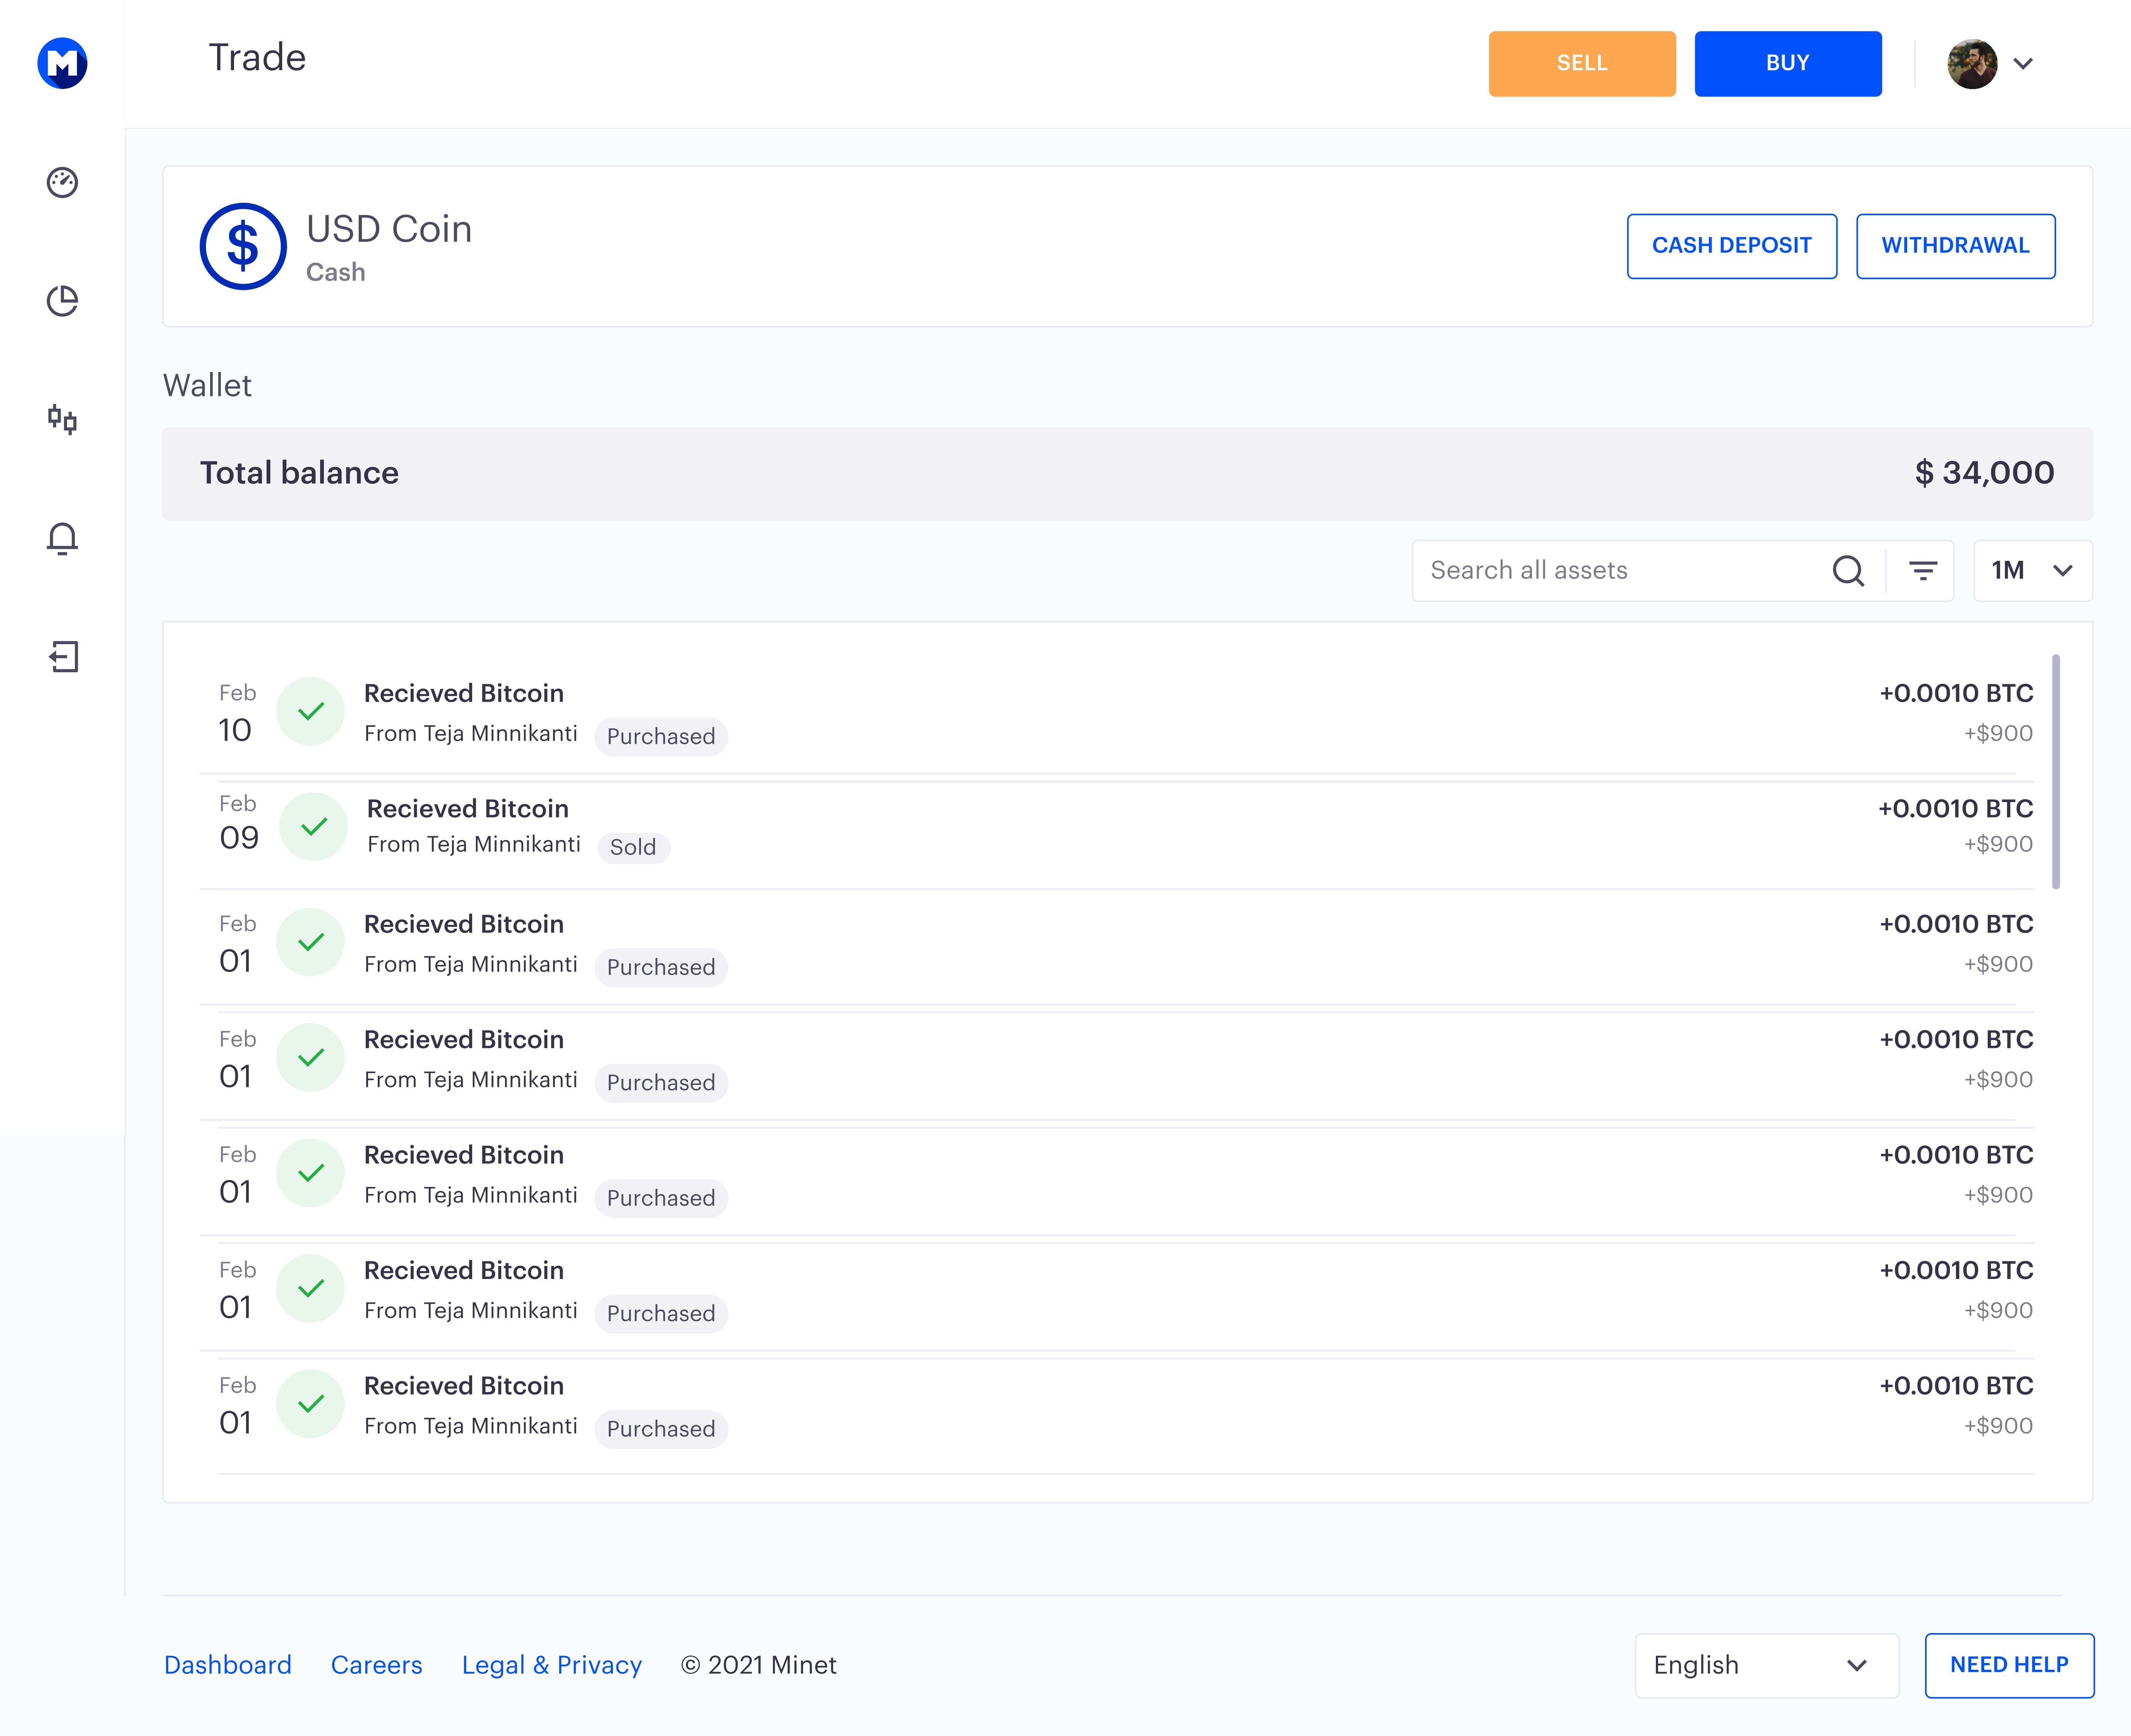 M
Trade
SELL
BUY
USD Coin
Cash
CASH DEPOSIT
WITHDRAWAL
Wallet
Total balance
$ 34,000
Search all assets
1M
Feb
10
Recieved Bitcoin
From Teja Minnikanti
Purchased
+0.0010 BTC
+$900
Feb
09
Recieved Bitcoin
From Teja Minnikanti
Sold
+0.0010 BTC
+$900
Feb
01
Recieved Bitcoin
From Teja Minnikanti
Purchased
+0.0010 BTC
+$900
Feb
01
Recieved Bitcoin
From Teja Minnikanti
Purchased
+0.0010 BTC
+$900
Feb
01
Recieved Bitcoin
From Teja Minnikanti
Purchased
+0.0010 BTC
+$900
Feb
01
Recieved Bitcoin
From Teja Minnikanti
Purchased
+0.0010 BTC
+$900
Feb
01
Recieved Bitcoin
From Teja Minnikanti
Purchased
+0.0010 BTC
+$900
Dashboard
Careers
Legal & Privacy
© 2021 Minet
English
NEED HELP